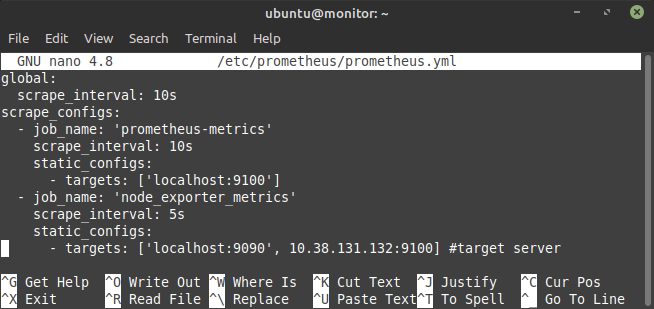 ubuntu@monitor: ~
File Edit View Search Terminal Help
GNU nano 4.8 /etc/prometheus/prometheus.yml
global:
  scrape_interval: 10s
scrape_configs:
  - job_name: 'prometheus-metrics'
    scrape_interval: 10s
    static_configs:
      - targets: ['localhost:9100']
  - job_name: 'node_exporter_metrics'
    scrape_interval: 5s
    static_configs:
      - targets: ['localhost:9090', 10.38.131.132:9100] #target server
^G Get Help ^O Write Out ^W Where Is ^K Cut Text ^J Justify ^C Cur Pos
^X Exit ^R Read File ^\ Replace ^U Paste Text ^T To Spell ^_ Go To Line